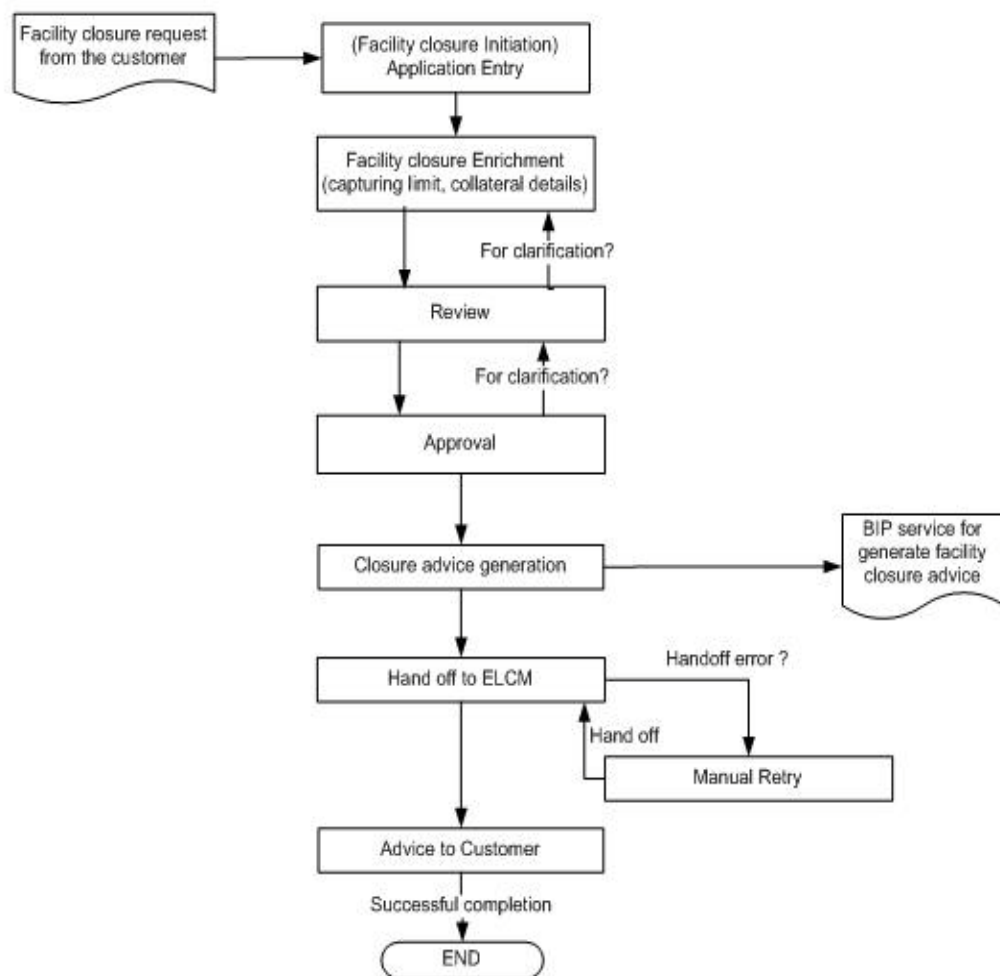 Facility closure request
from the customer
(Facility closure Initiation)
Application Entry
Facility closure Enrichment
(capturing limit, collateral details)
For clarification?
Review
For clarification?
Approval
Closure advice generation
BIP service for
generate facility
closure advice
Hand off to ELCM
Handoff error ?
Hand off
Manual Retry
Advice to Customer
Successful completion
END